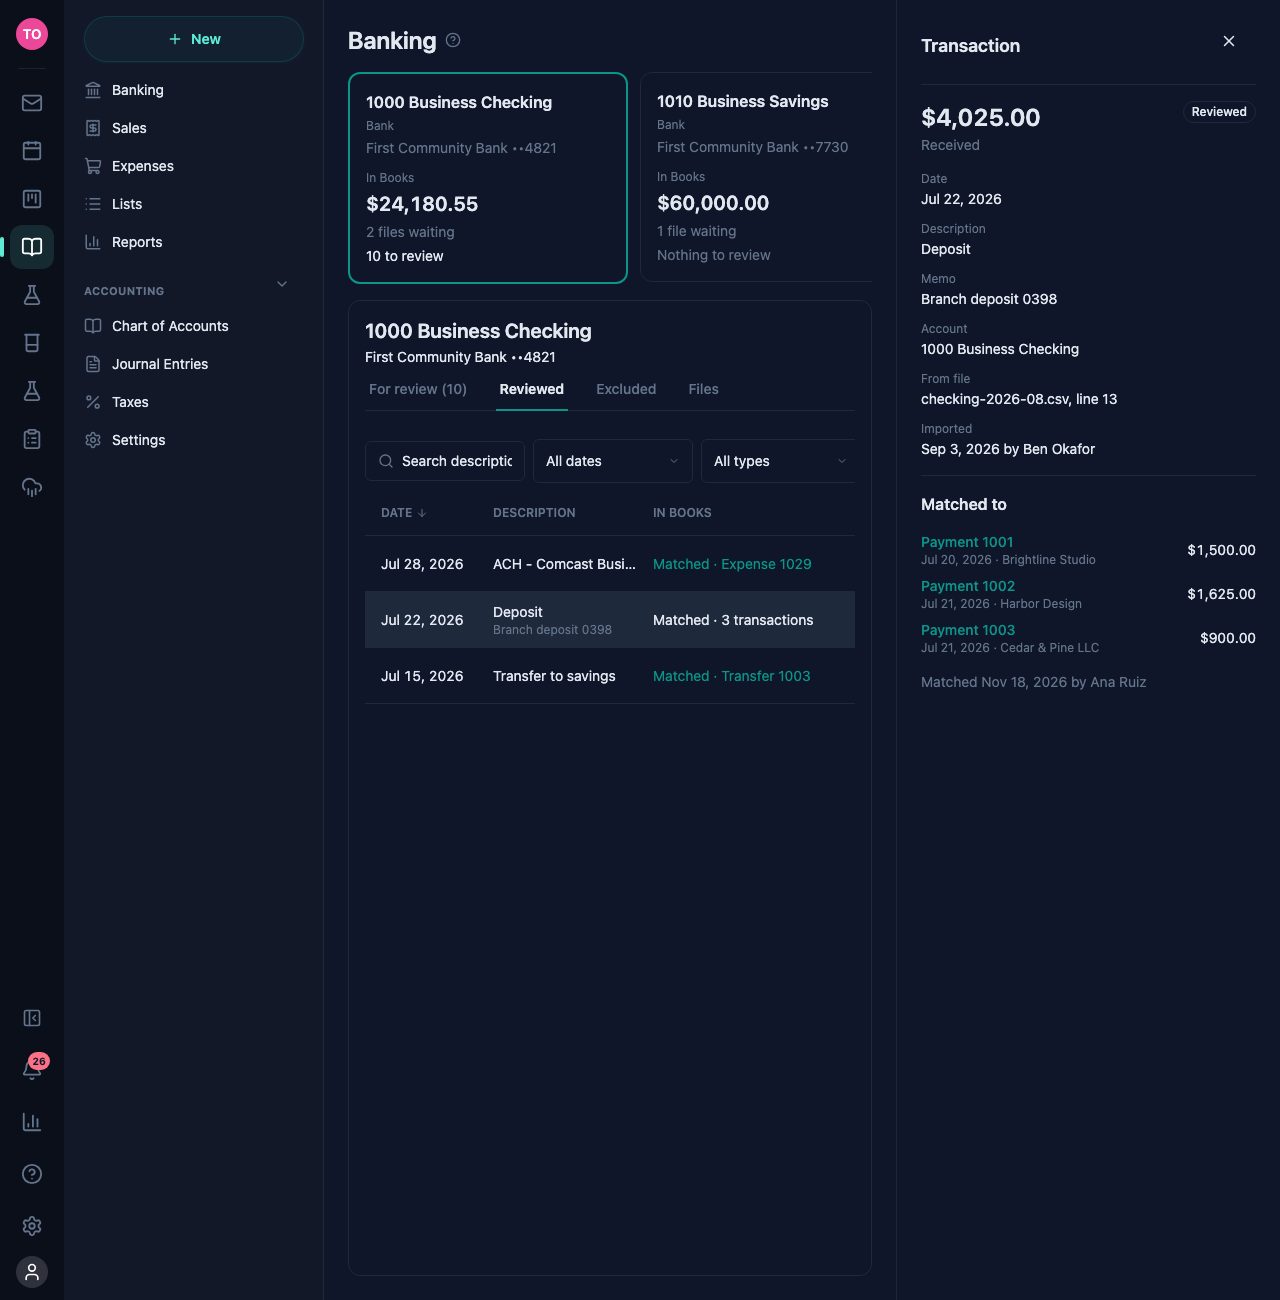 TO
New
Banking
Sales
Expenses
Lists
Reports
ACCOUNTING
Chart of Accounts
Journal Entries
Taxes
Settings
26
Banking
1000 Business Checking
Bank
First Community Bank ••4821
In Books
$24,180.55
2 files waiting
10 to review
1010 Business Savings
Bank
First Community Bank ••7730
In Books
$60,000.00
1 file waiting
Nothing to review
1000 Business Checking
First Community Bank ••4821
For review (10) Reviewed Excluded Files
Search descriptic All dates All types
DATE DESCRIPTION IN BOOKS
Jul 28, 2026 ACH - Comcast Busi... Matched · Expense 1029
Jul 22, 2026 Deposit Matched · 3 transactions
Branch deposit 0398
Jul 15, 2026 Transfer to savings Matched · Transfer 1003
Transaction
$4,025.00 Reviewed
Received
Date
Jul 22, 2026
Description
Deposit
Memo
Branch deposit 0398
Account
1000 Business Checking
From file
checking-2026-08.csv, line 13
Imported
Sep 3, 2026 by Ben Okafor
Matched to
Payment 1001 $1,500.00
Jul 20, 2026 · Brightline Studio
Payment 1002 $1,625.00
Jul 21, 2026 · Harbor Design
Payment 1003 $900.00
Jul 21, 2026 · Cedar & Pine LLC
Matched Nov 18, 2026 by Ana Ruiz